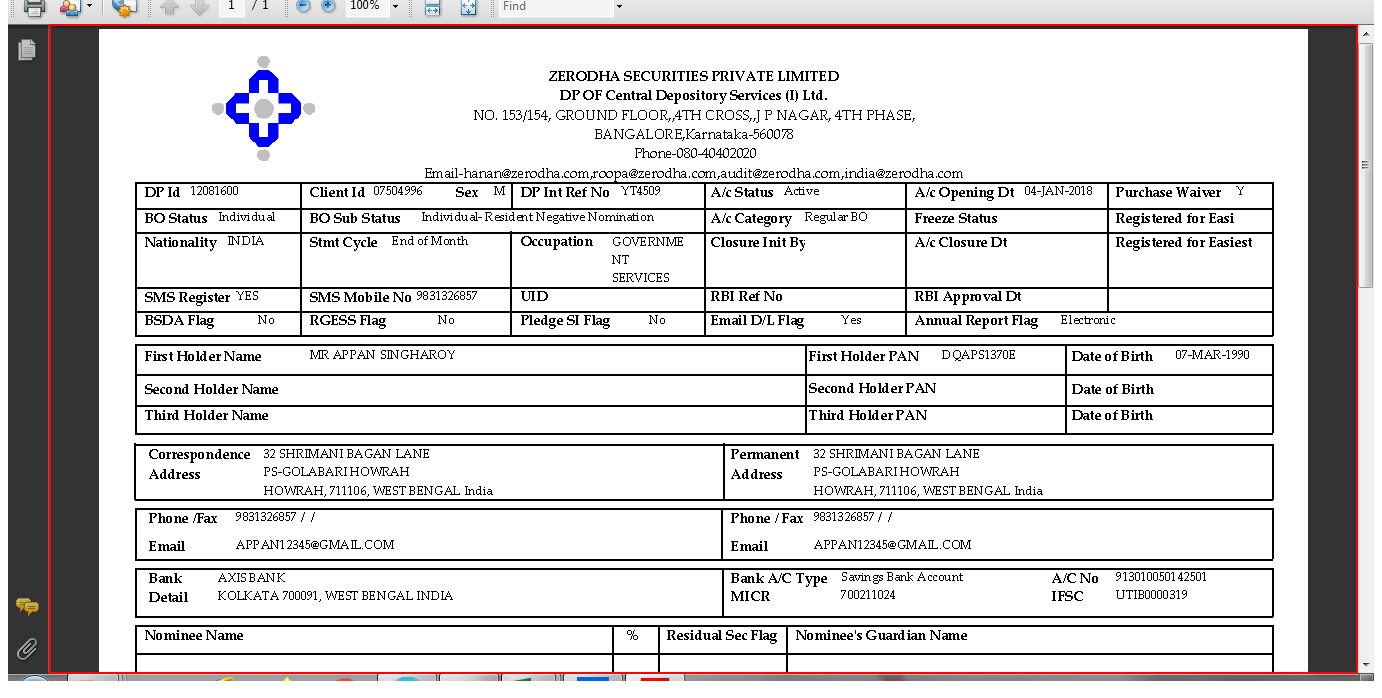 1 / 1 100% Find
ZERODHA SECURITIES PRIVATE LIMITED
DP OF Central Depository Services (I) Ltd.
NO. 153/154, GROUND FLOOR,,4TH CROSS,,J P NAGAR, 4TH PHASE,
BANGALORE,Karnataka-560078
Phone-080-40402020
Email-hanan@zerodha.com,roopa@zerodha.com,audit@zerodha.com,india@zerodha.com
DP Id 12081600 Client Id 07504996 Sex M DP Int Ref No YT4509 A/c Status Active A/c Opening Dt 04-JAN-2018 Purchase Waiver Y
BO Status Individual BO Sub Status Individual- Resident Negative Nomination A/c Category Regular BO Freeze Status Registered for Easi
Nationality INDIA Stmt Cycle End of Month Occupation GOVERNME Closure Init By A/c Closure Dt Registered for Easiest
NT
SERVICES
SMS Register YES SMS Mobile No 9831326857 UID RBI Ref No RBI Approval Dt
BSDA Flag No RGESS Flag No Pledge SI Flag No Email D/L Flag Yes Annual Report Flag Electronic
First Holder Name MR APPAN SINGHAROY First Holder PAN DQAPS1370E Date of Birth 07-MAR-1990
Second Holder Name Second Holder PAN Date of Birth
Third Holder Name Third Holder PAN Date of Birth
Correspondence 32 SHRIMANI BAGAN LANE Permanent 32 SHRIMANI BAGAN LANE
Address PS-GOLABARI HOWRAH Address PS-GOLABARI HOWRAH
HOWRAH, 711106, WEST BENGAL India HOWRAH, 711106, WEST BENGAL India
Phone /Fax 9831326857 / / Phone / Fax 9831326857 / /
Email APPAN12345@GMAIL.COM Email APPAN12345@GMAIL.COM
Bank AXIS BANK Bank A/C Type Savings Bank Account A/C No 913010050142501
Detail KOLKATA 700091, WEST BENGAL INDIA MICR 700211024 IFSC UTIB0000319
Nominee Name % Residual Sec Flag Nominee's Guardian Name